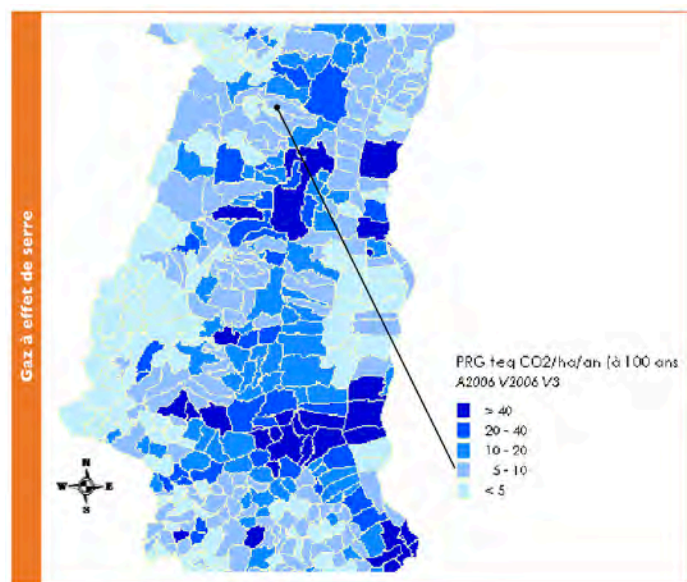 Gaz à effet de serre
PRG teq CO2/ha/an (à 100 ans
A2006 V2006 V3
> 40
20 - 40
10 - 20
5 - 10
< 5
N
W E
S